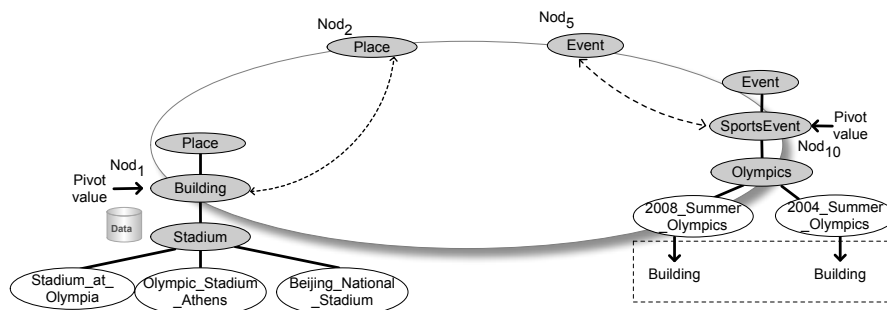 Nod2
Place
Nod5
Event
Event
SportsEvent
Pivot
value
Nod10
Olympics
2008_Summer
_Olympics
2004_Summer
_Olympics
Building
Building
Place
Nod1
Pivot
value
Building
Data
Stadium
Stadium_at_
Olympia
Olympic_Stadium
_Athens
Beijing_National
_Stadium